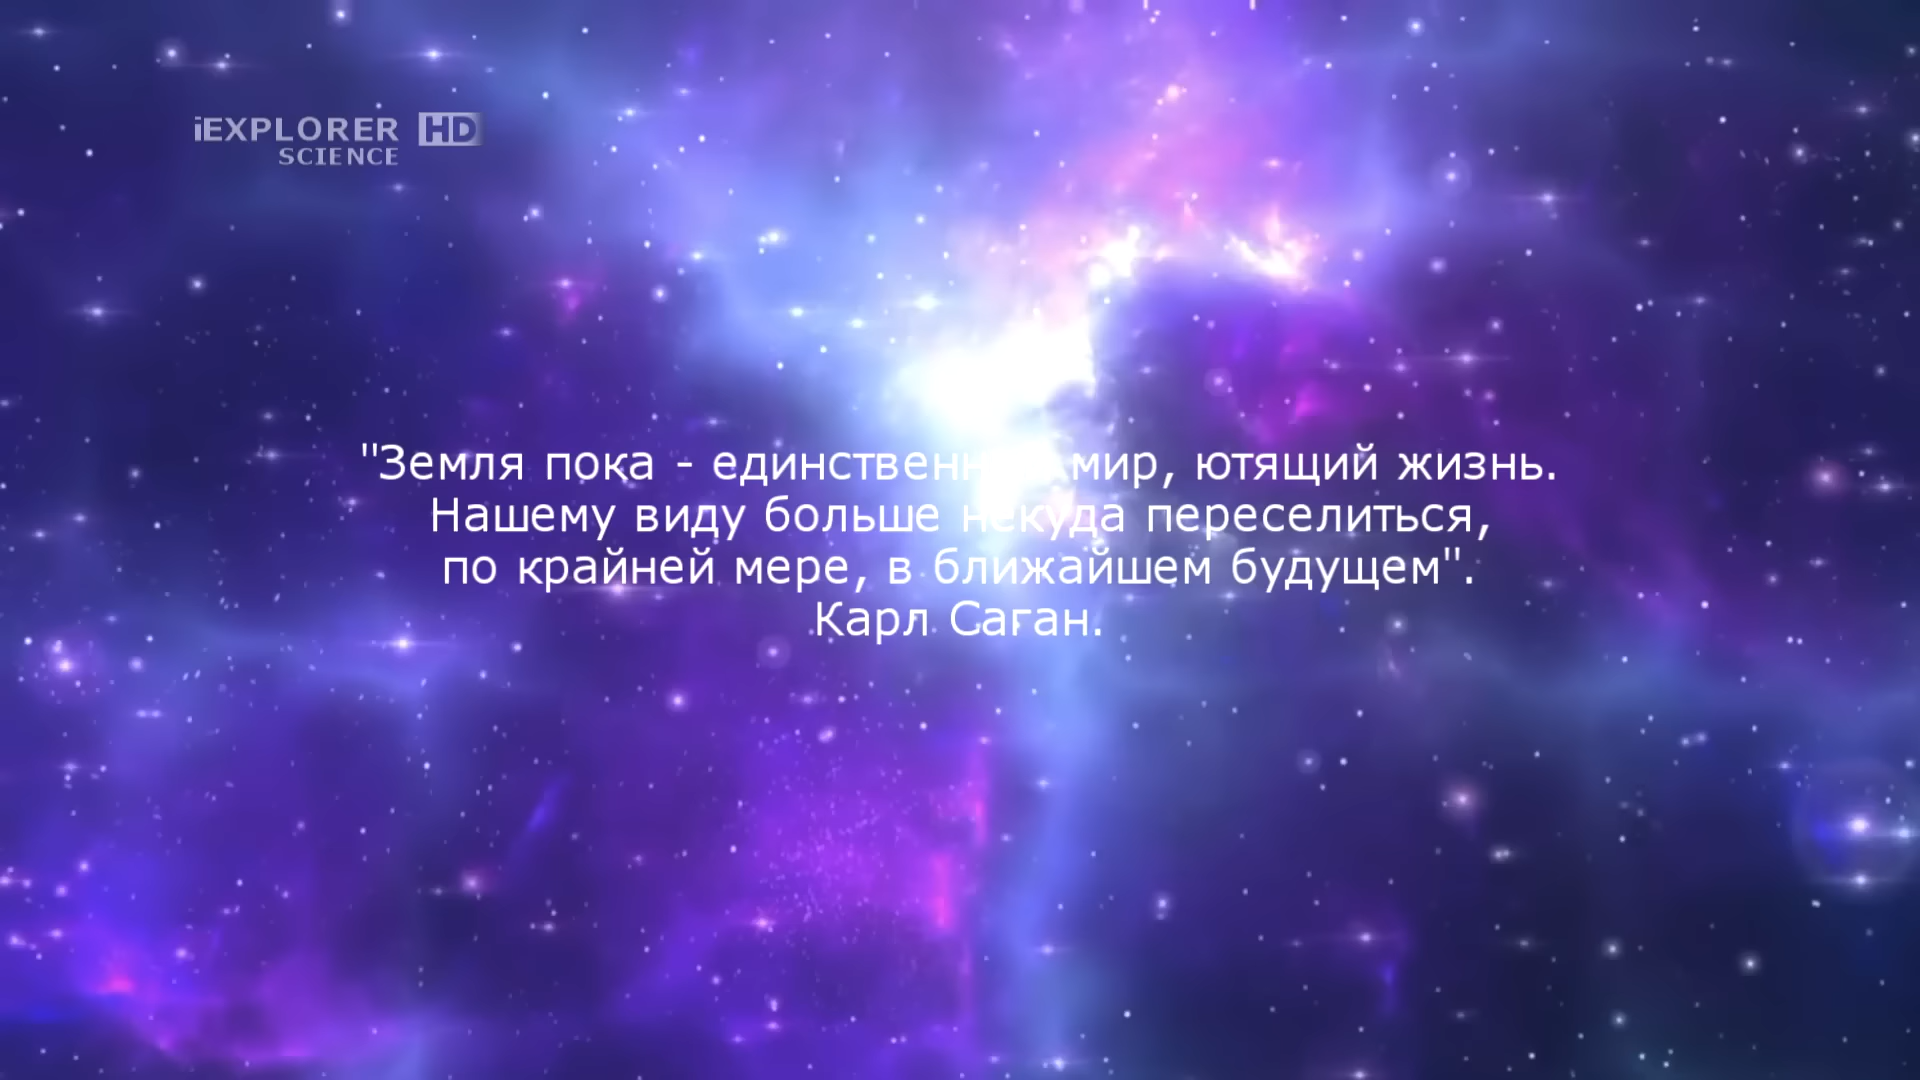 iEXPLORER HD
SCIENCE
"Земля пока - мир, ютящий жизнь.
Нашему виду больше некуда переселиться,
по крайней мере, в ближайшем будущем".
Карл Саган.